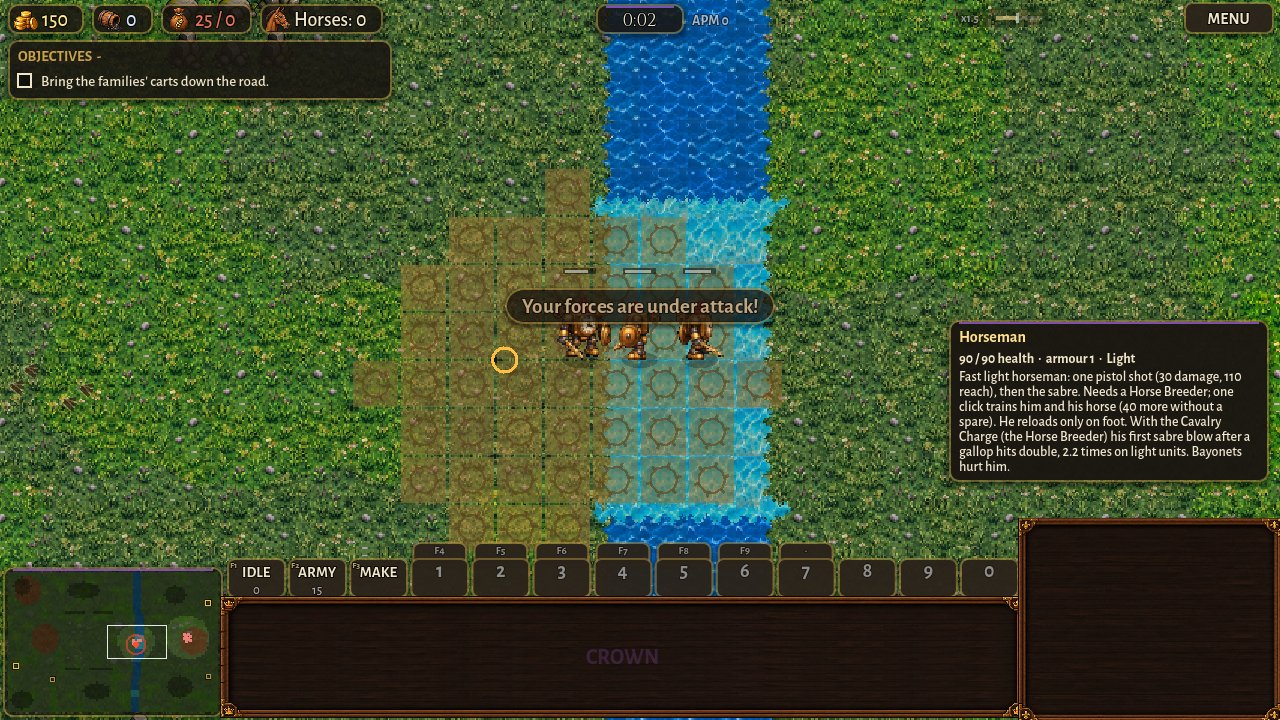 150
0
25 / 0
Horses: 0
0:02
APM 0
x1.5
MENU
OBJECTIVES -
Bring the families' carts down the road.
Your forces are under attack!
Horseman
90 / 90 health · armour 1 · Light
Fast light horseman: one pistol shot (30 damage, 110
reach), then the sabre. Needs a Horse Breeder; one
click trains him and his horse (40 more without a
spare). He reloads only on foot. With the Cavalry
Charge (the Horse Breeder) his first sabre blow after a
gallop hits double, 2.2 times on light units. Bayonets
hurt him.
F1 IDLE
0
F2 ARMY
15
F3 MAKE
F4 F5 F6 F7 F8 F9
1 2 3 4 5 6 7 8 9 0
CROWN